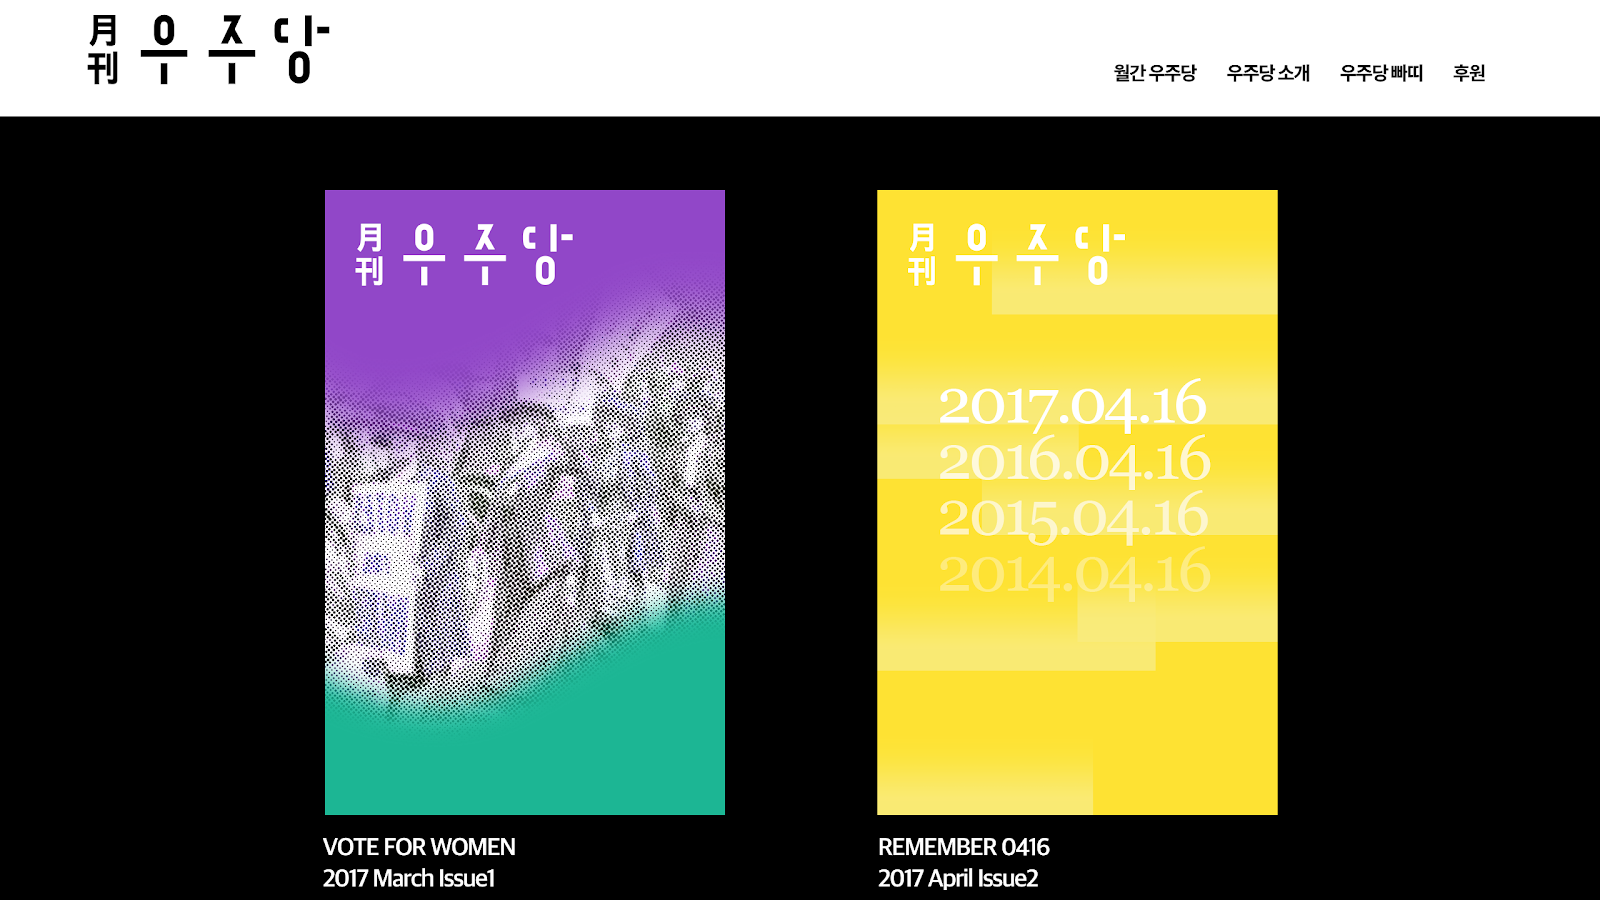 月刊 우주당
월간 우주당 우주당 소개 우주당 빠띠 후원
月刊 우주당
月刊 우주당
2017.04.16
2016.04.16
2015.04.16
2014.04.16
VOTE FOR WOMEN
2017 March Issue1
REMEMBER 0416
2017 April Issue2